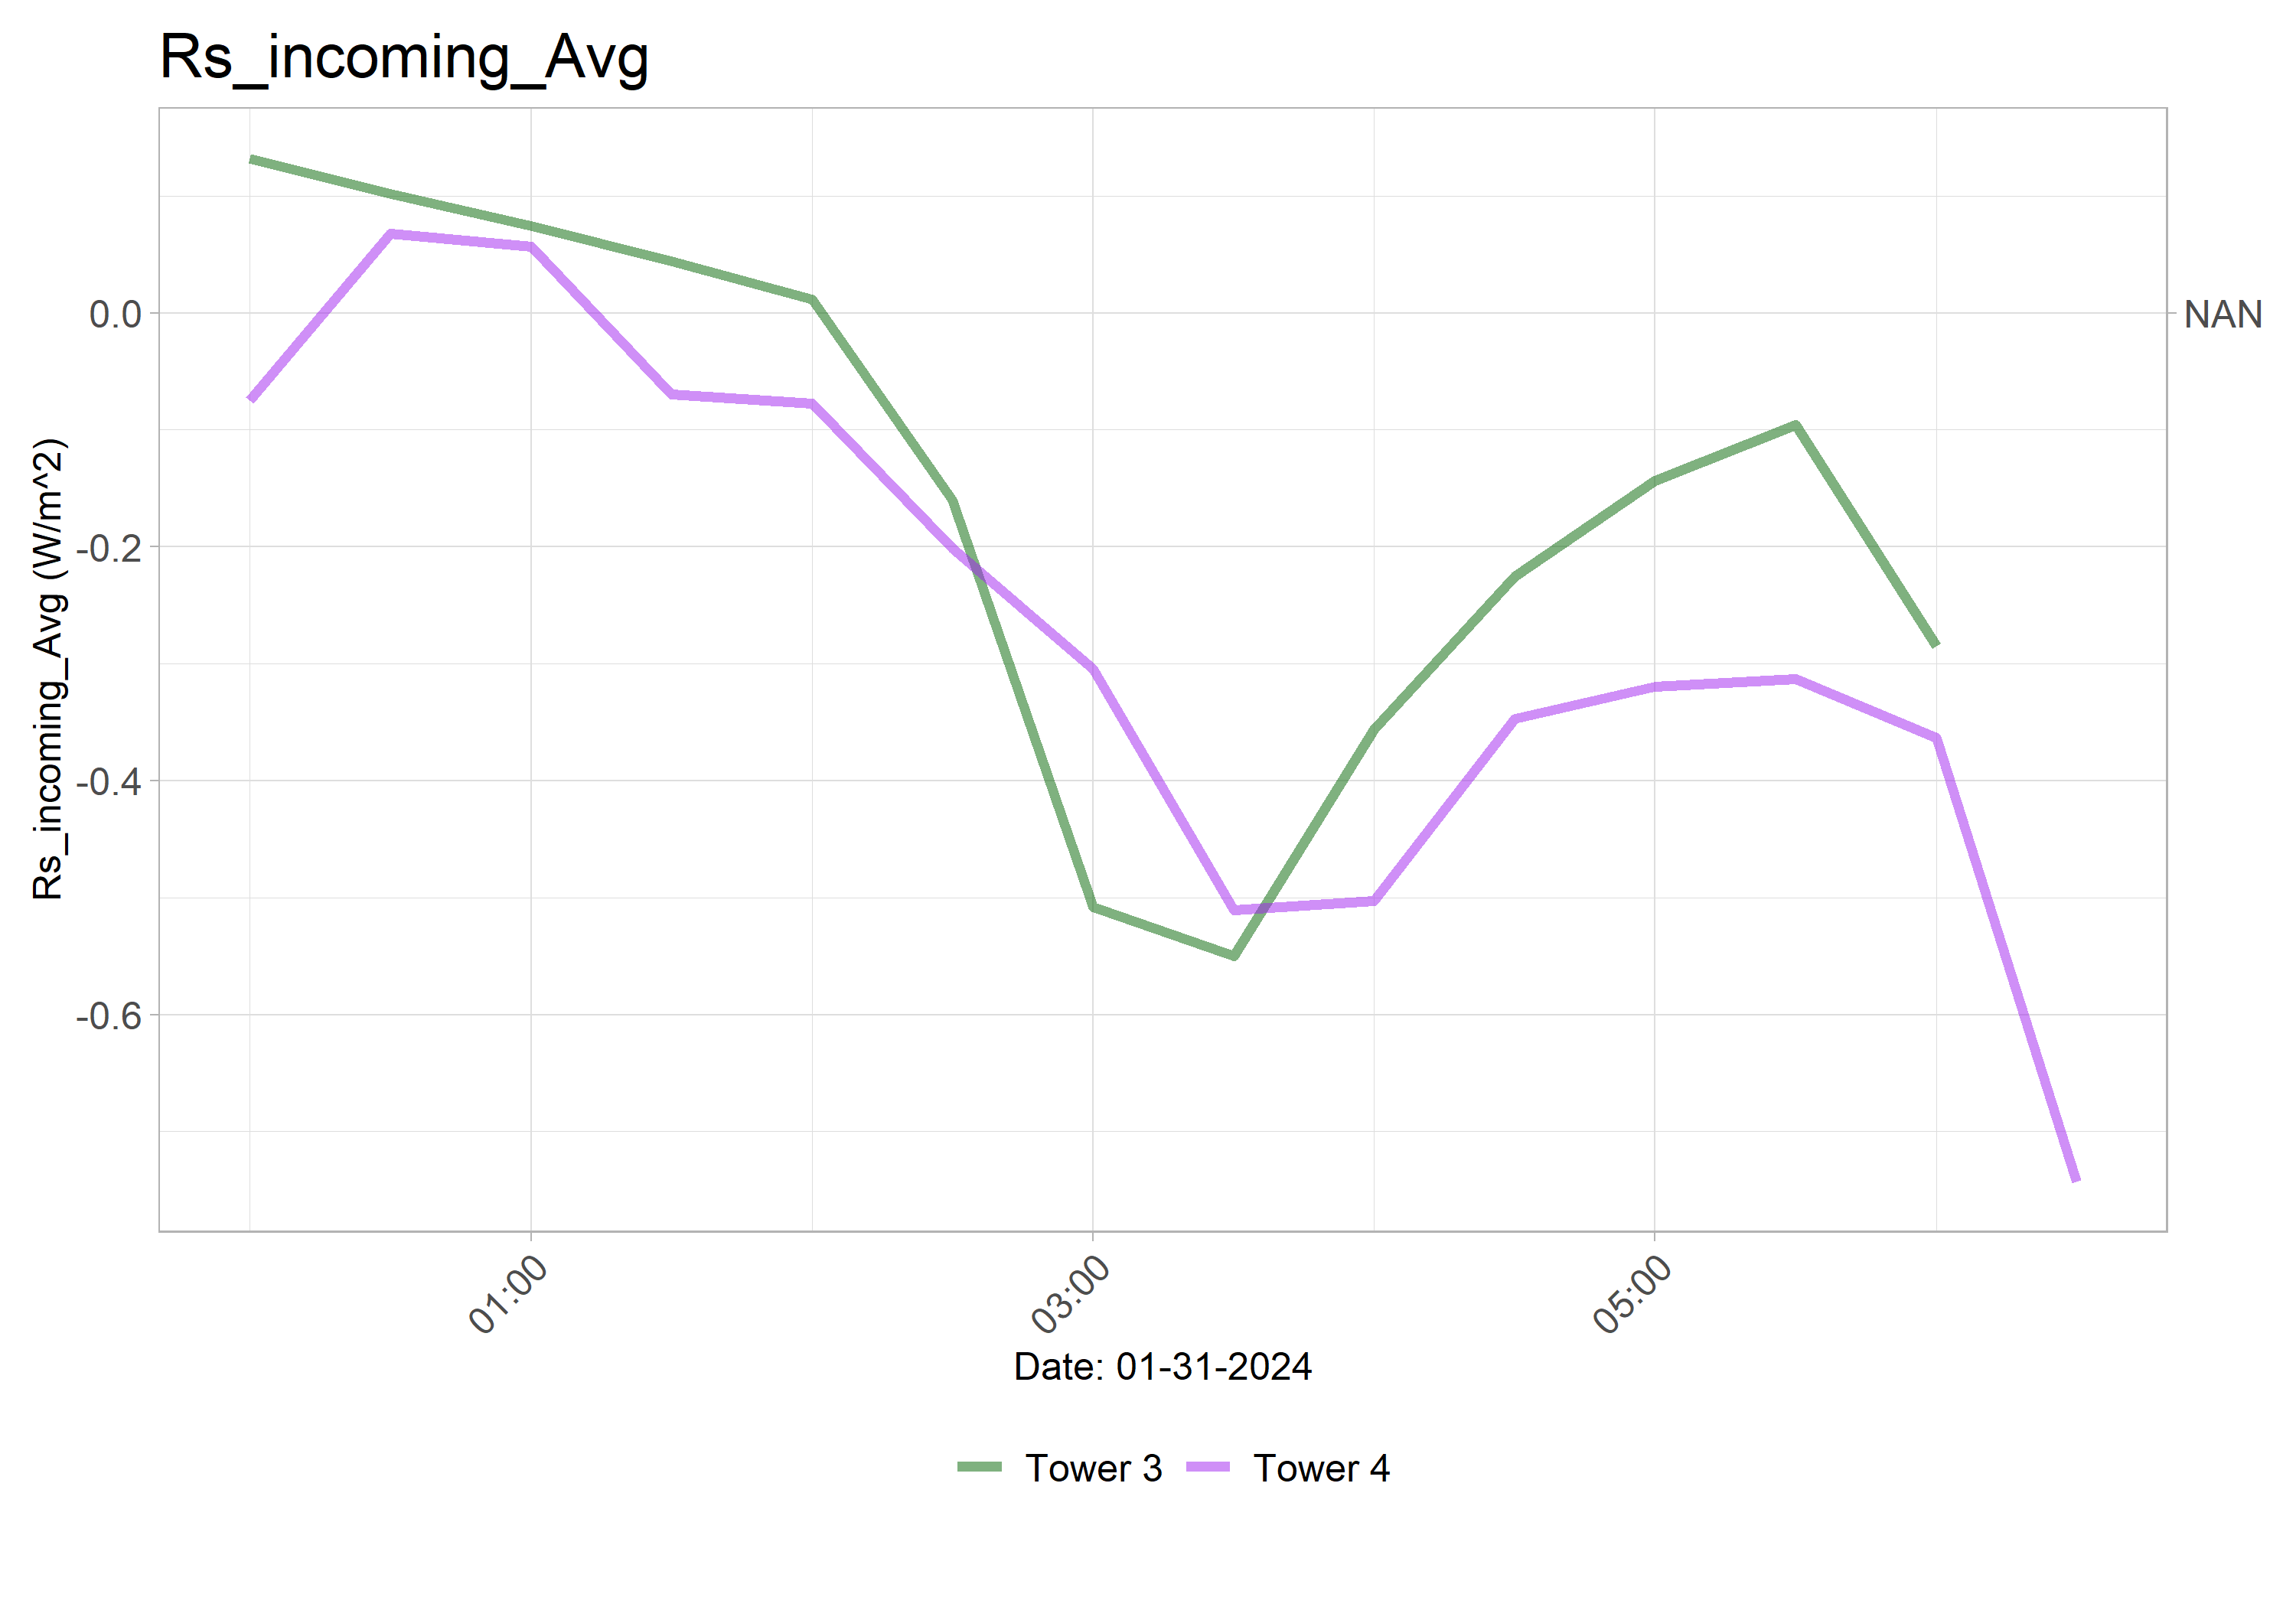 Rs_incoming_Avg
Rs_incoming_Avg (W/m^2)
0.0
-0.2
-0.4
-0.6
NAN
01:00
03:00
05:00
Date: 01-31-2024
Tower 3
Tower 4